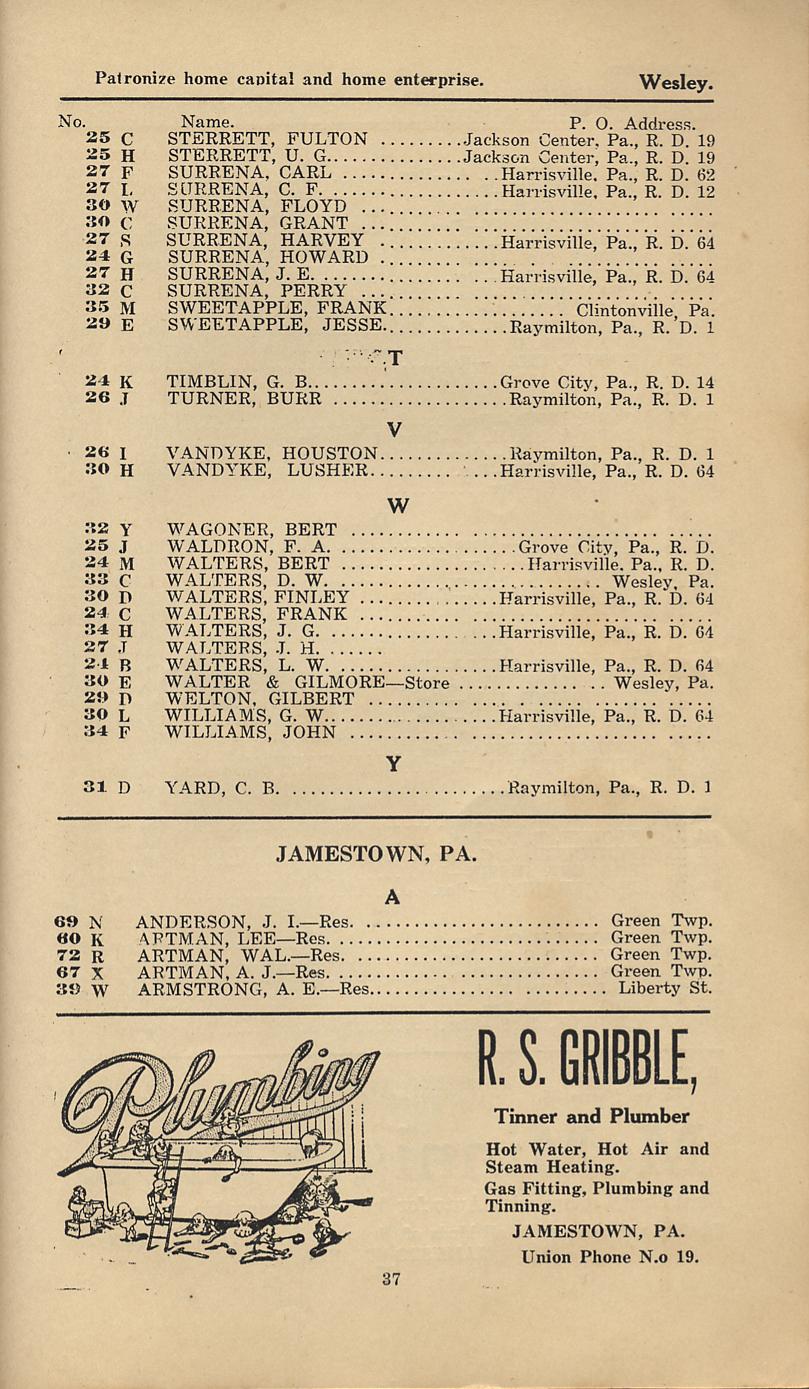 Patronize home capital and home enterprise. Wesley.
No. Name. P. O. Address.
25 C STERRETT, FULTON .........Jackson Center, Pa., R. D. 19
25 H STERRETT, U. G..............Jackson Center, Pa., R. D. 19
27 F SURRENA, CARL ................Harrisville, Pa., R. D. 62
27 L SURRENA, C. F. ................Harrisville, Pa., R. D. 12
30 W SURRENA, FLOYD ....................................
30 C SURRENA, GRANT ....................................
27 S SURRENA, HARVEY ............Harrisville, Pa., R. D. 64
24 G SURRENA, HOWARD ..................................
27 H SURRENA, J. E. ..................Harrisville, Pa., R. D. 64
32 C SURRENA, PERRY ....................................
35 M SWEETAPPLE, FRANK................... Clintonville, Pa.
29 E SWEETAPPLE, JESSE..............Raymilton, Pa., R. D. 1
T
24 K TIMBLIN, G. B.....................Grove City, Pa., R. D. 14
26 J TURNER, BURR ...................Raymilton, Pa., R. D. 1
V
26 I VANDYKE, HOUSTON..............Raymilton, Pa., R. D. 1
30 H VANDYKE, LUSHER..............Harrisville, Pa., R. D. 64
W
32 Y WAGONER, BERT ....................................
25 J WALDRON, F. A. ....................Grove City, Pa., R. D.
24 M WALTERS, BERT ....................Harrisville. Pa., R. D.
33 C WALTERS, D. W. ............................ Wesley, Pa.
30 D WALTERS, FINLEY ...............Harrisville, Pa., R. D. 64
24 C WALTERS, FRANK ....................................
34 H WALTERS, J. G. ..................Harrisville, Pa., R. D. 64
27 J WALTERS, J. H. ......
24 B WALTERS, L. W. .................Harrisville, Pa., R. D. 64
30 E WALTER & GILMORE—Store ............... Wesley, Pa.
29 D WELTON, GILBERT ..................................
30 L WILLIAMS, G. W...................Harrisville, Pa., R. D. 64
34 F WILLIAMS, JOHN ....................................
Y
31 D YARD, C. B. .......................Raymilton, Pa., R. D. 1
JAMESTOWN, PA.
A
69 N ANDERSON, J. I.—Res. ......................... Green Twp.
60 K ARTMAN, LEE—Res. ............................ Green Twp.
72 R ARTMAN, WAL.—Res. .......................... Green Twp.
67 X ARTMAN, A. J.—Res. ............................ Green Twp.
39 W ARMSTRONG, A. E.—Res......................... Liberty St.
Plumbing
R. S. GRIBBLE,
Tinner and Plumber
Hot Water, Hot Air and
Steam Heating.
Gas Fitting, Plumbing and
Tinning.
JAMESTOWN, PA.
Union Phone N.o 19.
37